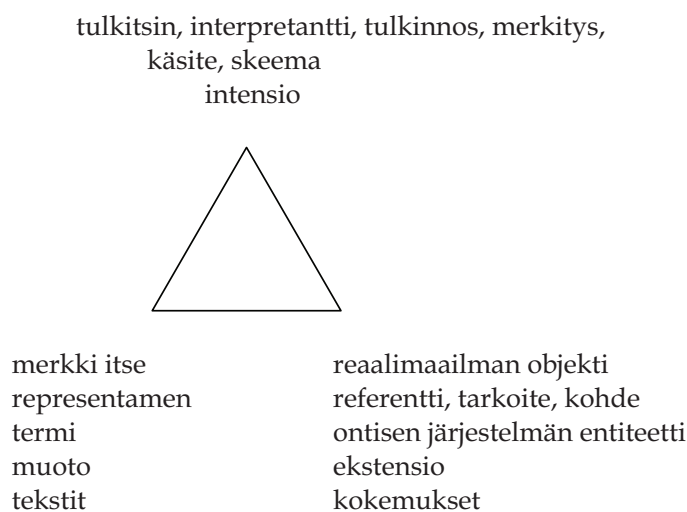 tulkitsin, interpretantti, tulkinnos, merkitys,
käsite, skeema
intensio
merkki itse
representamen
termi
muoto
tekstit
reaalimaailman objekti
referentti, tarkoite, kohde
ontisen järjestelmän entiteetti
ekstensio
kokemukset